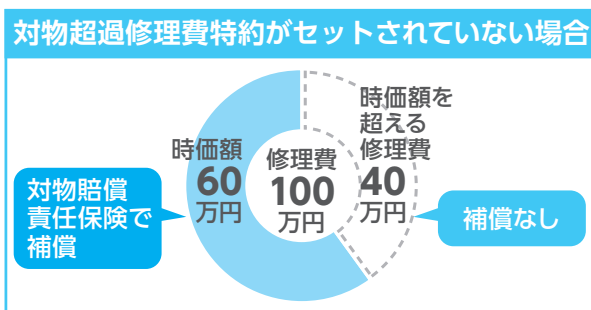 対物超過修理費特約がセットされていない場合
時価額
60
万円
修理費
100
万円
時価額を
超える
修理費
40
万円
対物賠償
責任保険で
補償
補償なし